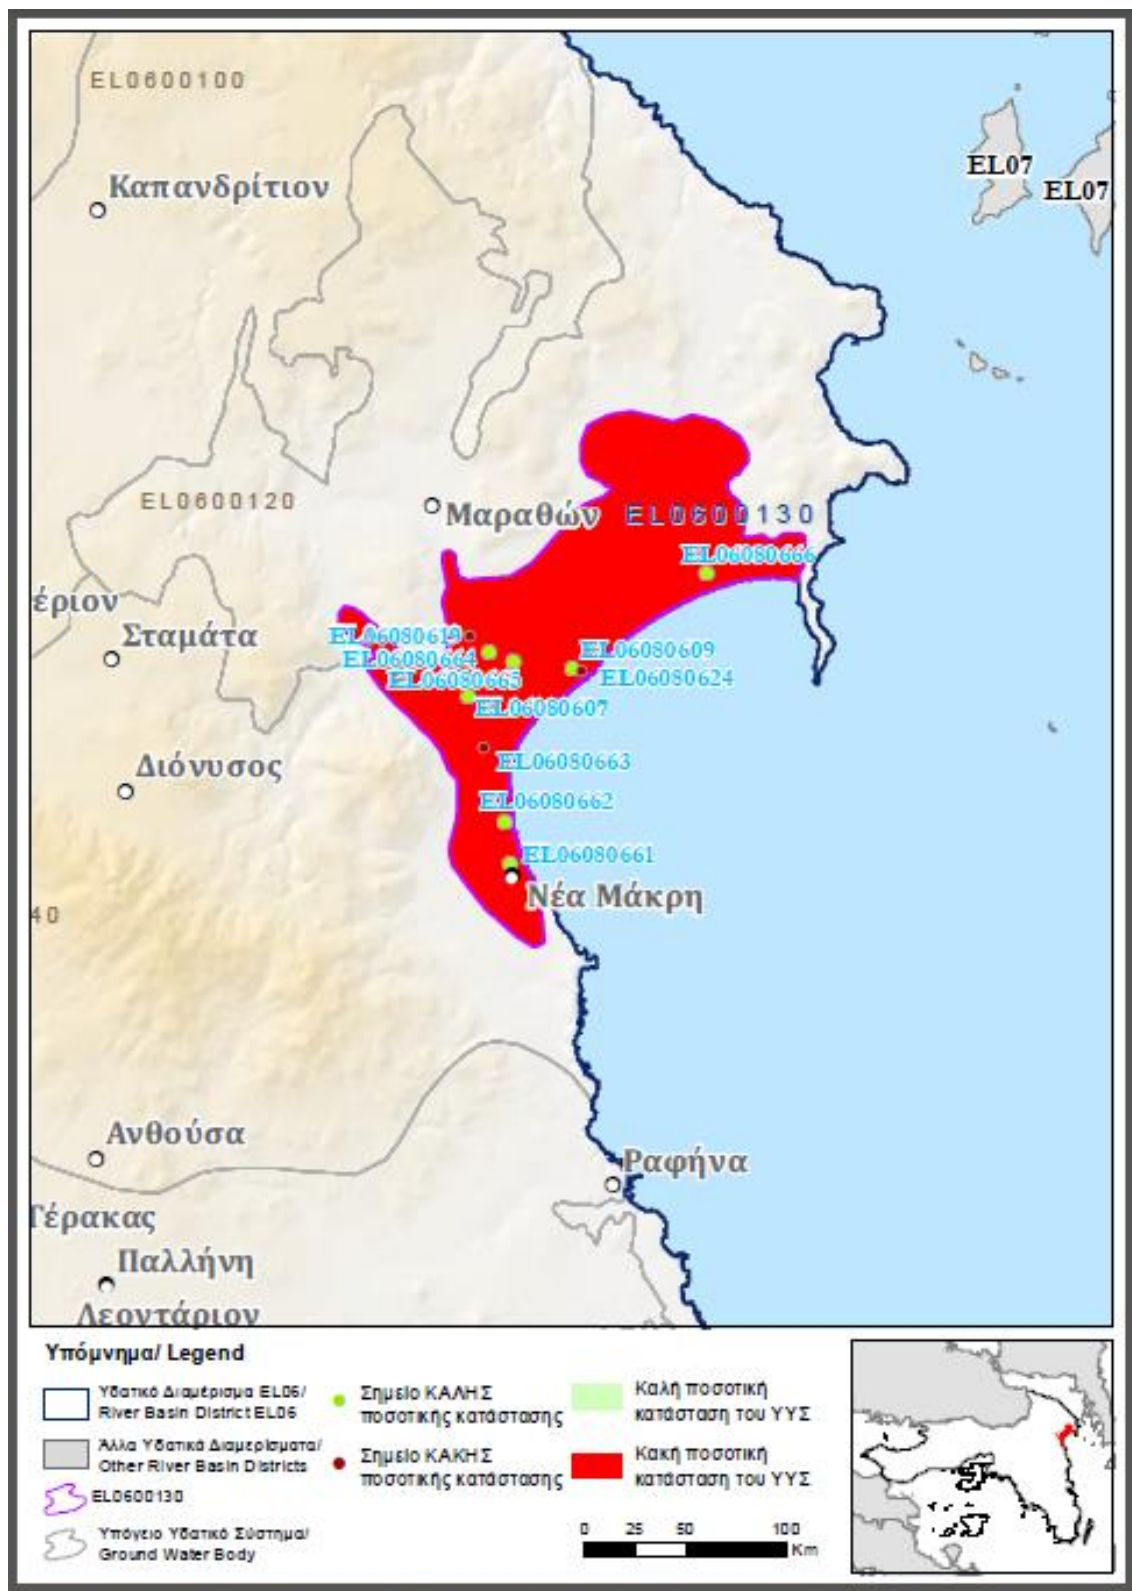 EL0600100
Καπανδρίτιον
EL07
EL07
EL0600120
Μαραθών
EL0600130
EL06080666
έριον
Σταμάτα
EL06080619
EL06080609
EL06080664
EL06080624
EL06080665
EL06080607
Διόνυσος
EL06080663
EL06080662
EL06080661
Νέα Μάκρη
40
Ανθούσα
Ραφήνα
Γέρακας
Παλλήνη
Λεοντάριον
Υπόμνημα/ Legend
Υδατικό Διαμέρισμα EL06/
River Basin District EL06
Άλλα Υδατικά Διαμερίσματα/
Other River Basin Districts
EL0600130
Υπόγειο Υδατικό Σύστημα/
Ground Water Body
Σημείο ΚΑΛΗΣ
ποσοτικής κατάστασης
Σημείο ΚΑΚΗΣ
ποσοτικής κατάστασης
Καλή ποσοτική
κατάσταση του ΥΥΣ
Κακή ποσοτική
κατάσταση του ΥΥΣ
0 25 50 100
Km